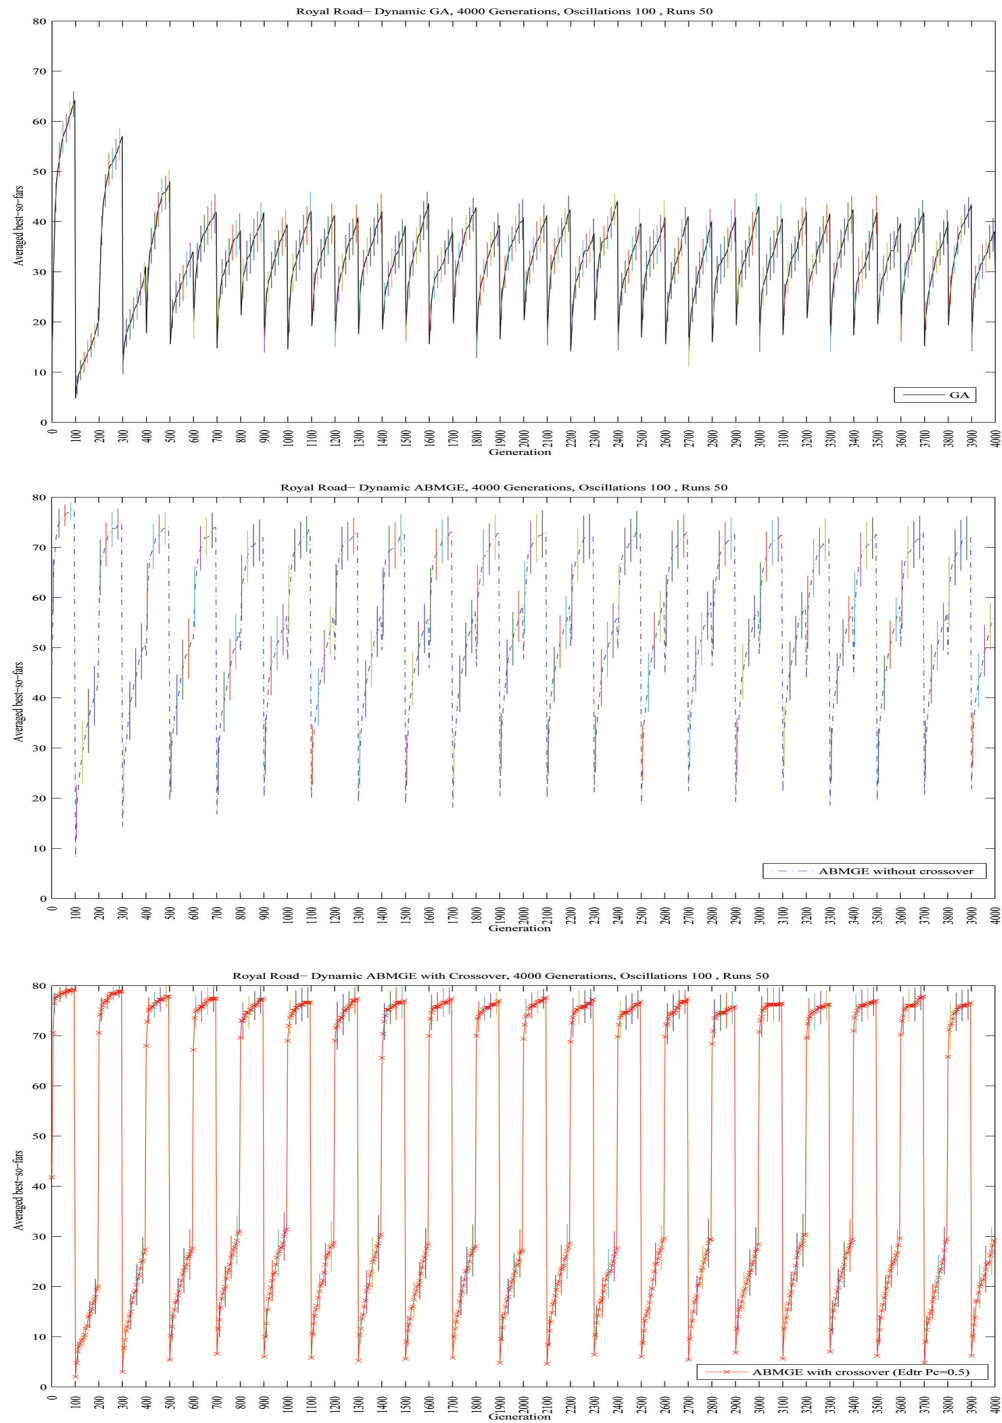 Royal Road– Dynamic GA, 4000 Generations, Oscillations 100 , Runs 50
80
70
60
50
40
30
20
10
0
Averaged best-so-fars
GA
0 100 200 300 400 500 600 700 800 900 1000 1100 1200 1300 1400 1500 1600 1700 1800 1900 2000 2100 2200 2300 2400 2500 2600 2700 2800 2900 3000 3100 3200 3300 3400 3500 3600 3700 3800 3900 4000
Generation
Royal Road– Dynamic ABMGE, 4000 Generations, Oscillations 100 , Runs 50
80
70
60
50
40
30
20
10
0
Averaged best-so-fars
ABMGE without crossover
0 100 200 300 400 500 600 700 800 900 1000 1100 1200 1300 1400 1500 1600 1700 1800 1900 2000 2100 2200 2300 2400 2500 2600 2700 2800 2900 3000 3100 3200 3300 3400 3500 3600 3700 3800 3900 4000
Generation
Royal Road– Dynamic ABMGE with Crossover, 4000 Generations, Oscillations 100 , Runs 50
80
70
60
50
40
30
20
10
0
Averaged best-so-fars
ABMGE with crossover (Edtr Pc=0.5)
0 100 200 300 400 500 600 700 800 900 1000 1100 1200 1300 1400 1500 1600 1700 1800 1900 2000 2100 2200 2300 2400 2500 2600 2700 2800 2900 3000 3100 3200 3300 3400 3500 3600 3700 3800 3900 4000
Generation